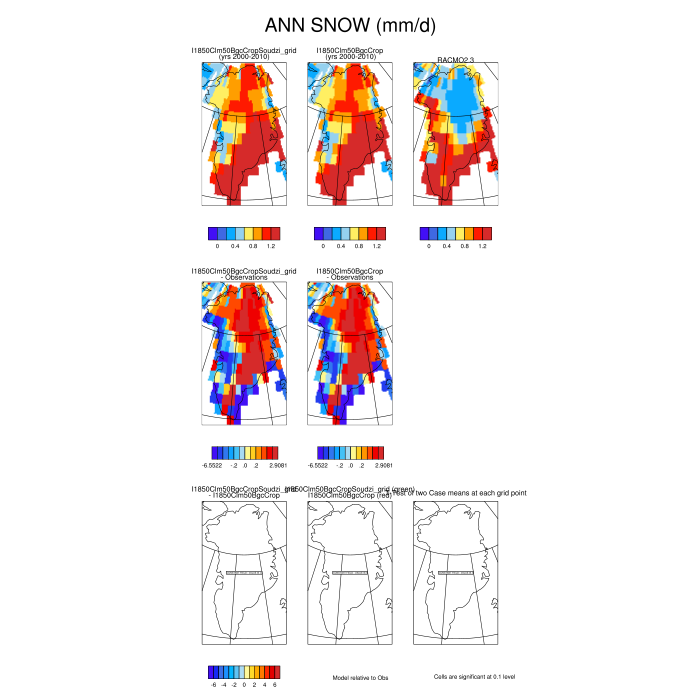 ANN SNOW (mm/d)
I1850Clm50BgcCropSoudzi_grid
(yrs 2000-2010)
I1850Clm50BgcCrop
(yrs 2000-2010)
RACMO2.3
0 0.4 0.8 1.2
0 0.4 0.8 1.2
0 0.4 0.8 1.2
I1850Clm50BgcCropSoudzi_grid
- Observations
I1850Clm50BgcCrop
- Observations
-6.5522 -.2 .0 .2 2.9081
-6.5522 -.2 .0 .2 2.9081
I1850Clm50BgcCropSoudzi_grid
- I1850Clm50BgcCrop
I1850Clm50BgcCropSoudzi_grid (green)
I1850Clm50BgcCrop (red)
Test of two Case means at each grid point
-6 -4 -2 0 2 4 6
Model relative to Obs
Cells are significant at 0.1 level